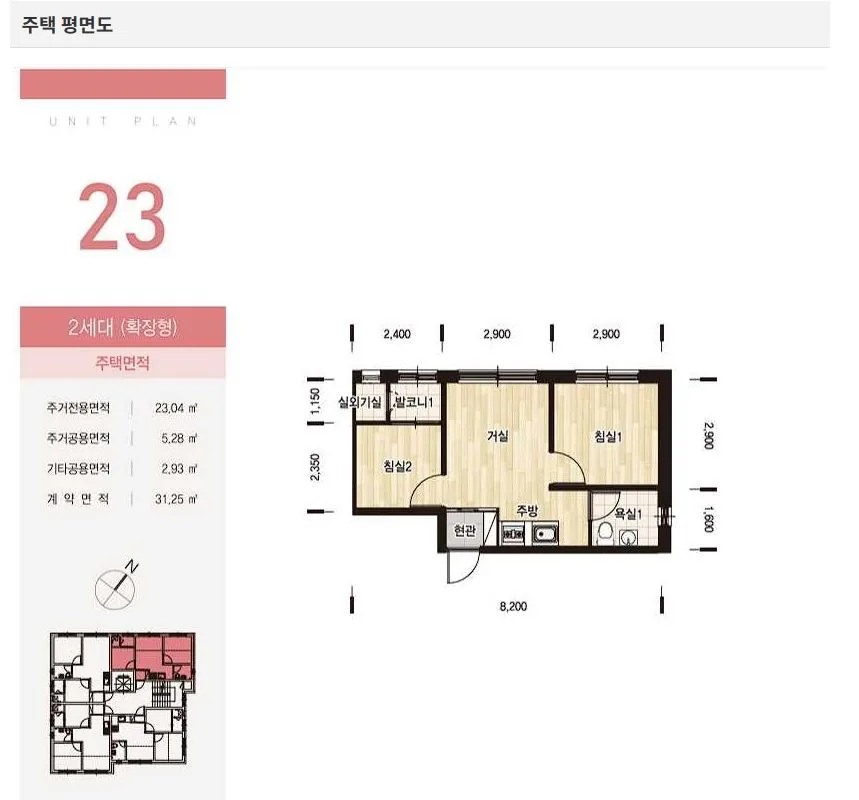 주택 평면도
UNIT PLAN
23
2세대 (확장형)
주택면적
주거전용면적 | 23.04 ㎡
주거공용면적 | 5.28 ㎡
기타공용면적 | 2.93 ㎡
계 약 면 적 | 31.25 ㎡
N
2,400 2,900 2,900
1,150
2,350
실외기실 발코니1
거실
침실1
침실2
주방
욕실1
현관
2,900
1,600
8,200